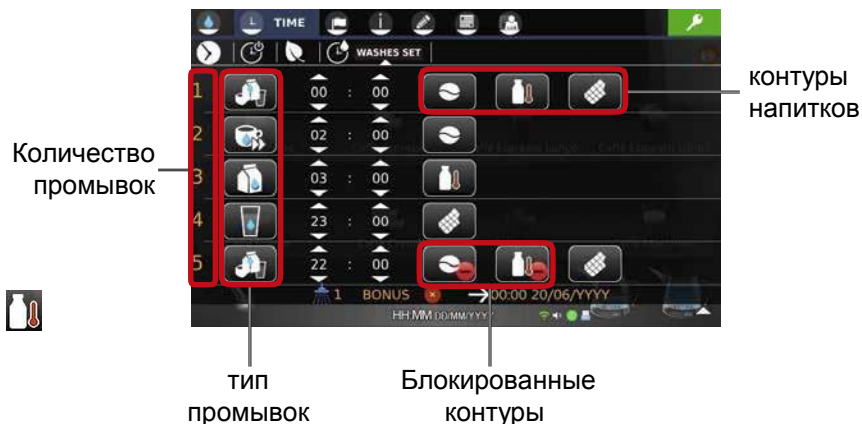 TIME
WASHES SET
1 00 : 00
2 02 : 00
3 03 : 00
4 23 : 00
5 22 : 00
1 BONUS 00:00 20/06/YYYY
HH:MM DD/MM/YYYY
контуры
напитков
Количество
промывок
тип
промывок
Блокированные
контуры